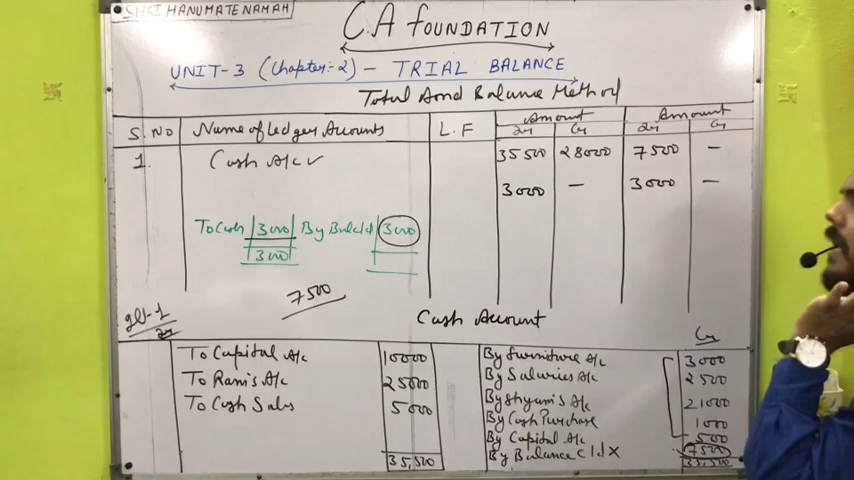 SHRI HANUMATE NAMAH
C.A FOUNDATION
UNIT-3 (Chapter:-2) - TRIAL BALANCE
Total And Balance Method
S.NO Name of Ledger Accounts L.F Amount Amount
Dr Cr Dr Cr
1. Cash A/c ✓ 35500 28000 7500 -
3000 - 3000 -
To Cash 3000 By Bal c/d 3000
3000
7500
Cash Account
Dr Cr
To Capital A/c 10000 By Furniture A/c 3000
To Ram's A/c 25000 By Salaries A/c 2500
To Cash Sales 5000 By Shyam's A/c 21000
By Cash Purchase 1000
By Capital A/c 500
By Balance c/d × 7500
35,500 35,500